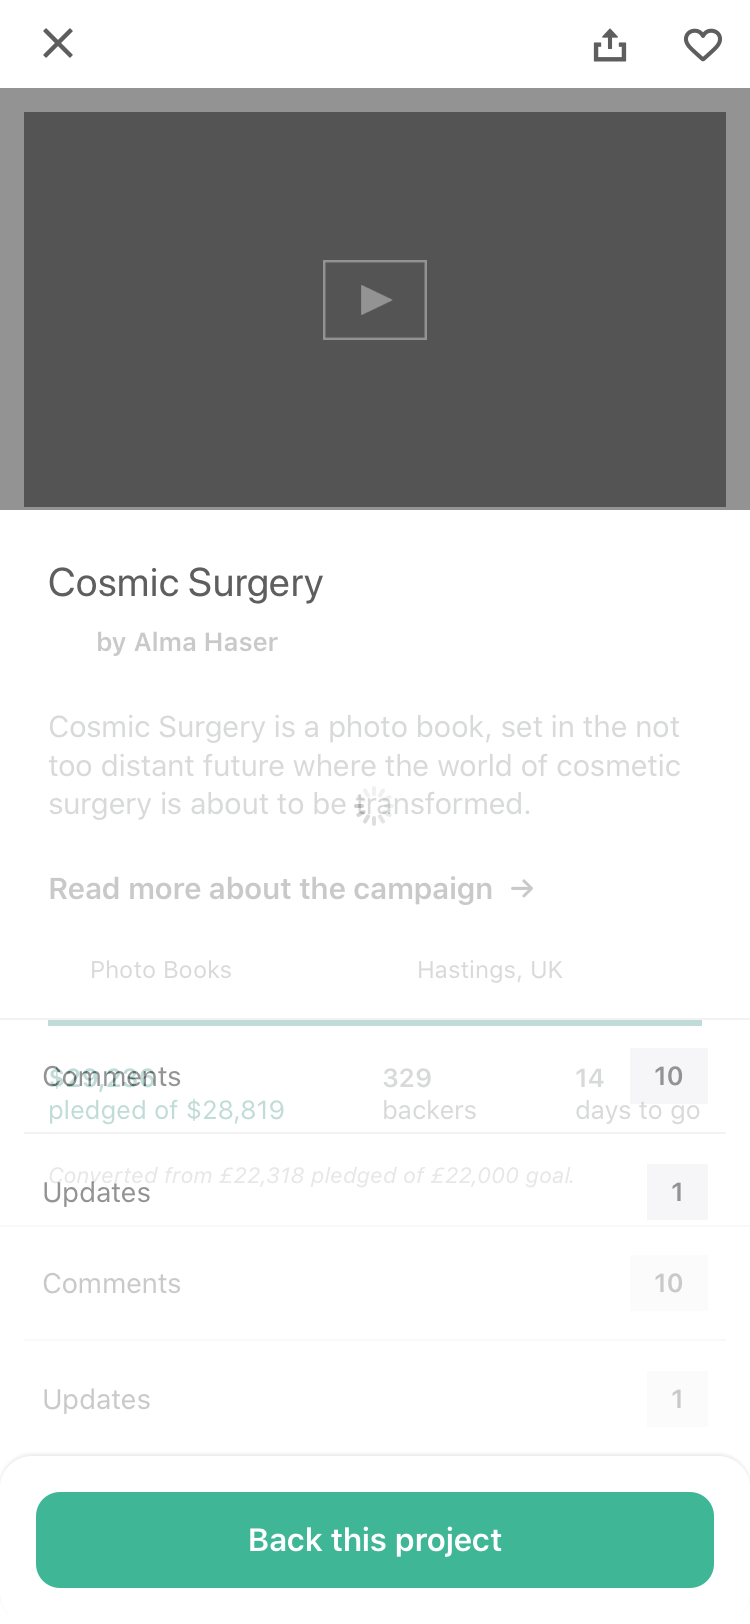 Cosmic Surgery
by Alma Haser
Cosmic Surgery is a photo book, set in the not
too distant future where the world of cosmetic
surgery is about to be transformed.
Read more about the campaign →
Photo Books
Hastings, UK
Comments
10
329
14
pledged of $28,819
backers
days to go
Converted from £22,318 pledged of £22,000 goal.
Updates
1
Comments
10
Updates
1
Back this project